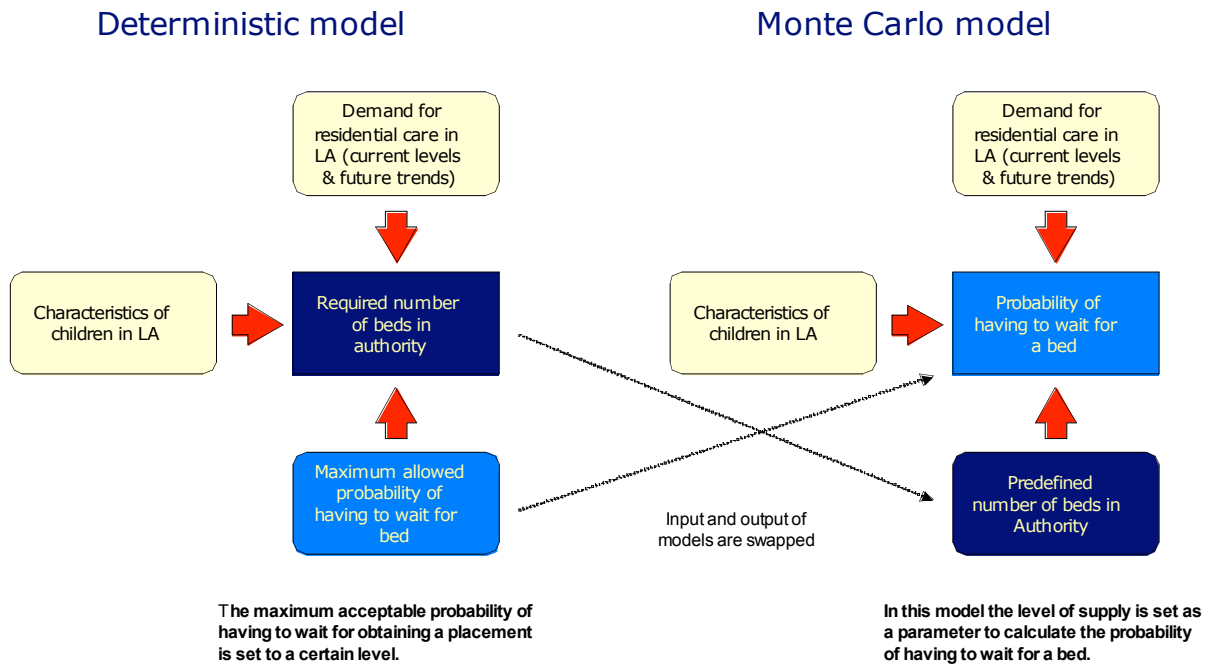 Deterministic model
Monte Carlo model
Demand for
residential care in
LA (current levels
& future trends)
Demand for
residential care in
LA (current levels
& future trends)
Characteristics of
children in LA
Required number
of beds in
authority
Characteristics of
children in LA
Probability of
having to wait for
a bed
Maximum allowed
probability of
having to wait for
bed
Input and output of
models are swapped
Predefined
number of beds in
Authority
The maximum acceptable probability of
having to wait for obtaining a placement
is set to a certain level.
In this model the level of supply is set as
a parameter to calculate the probability
of having to wait for a bed.